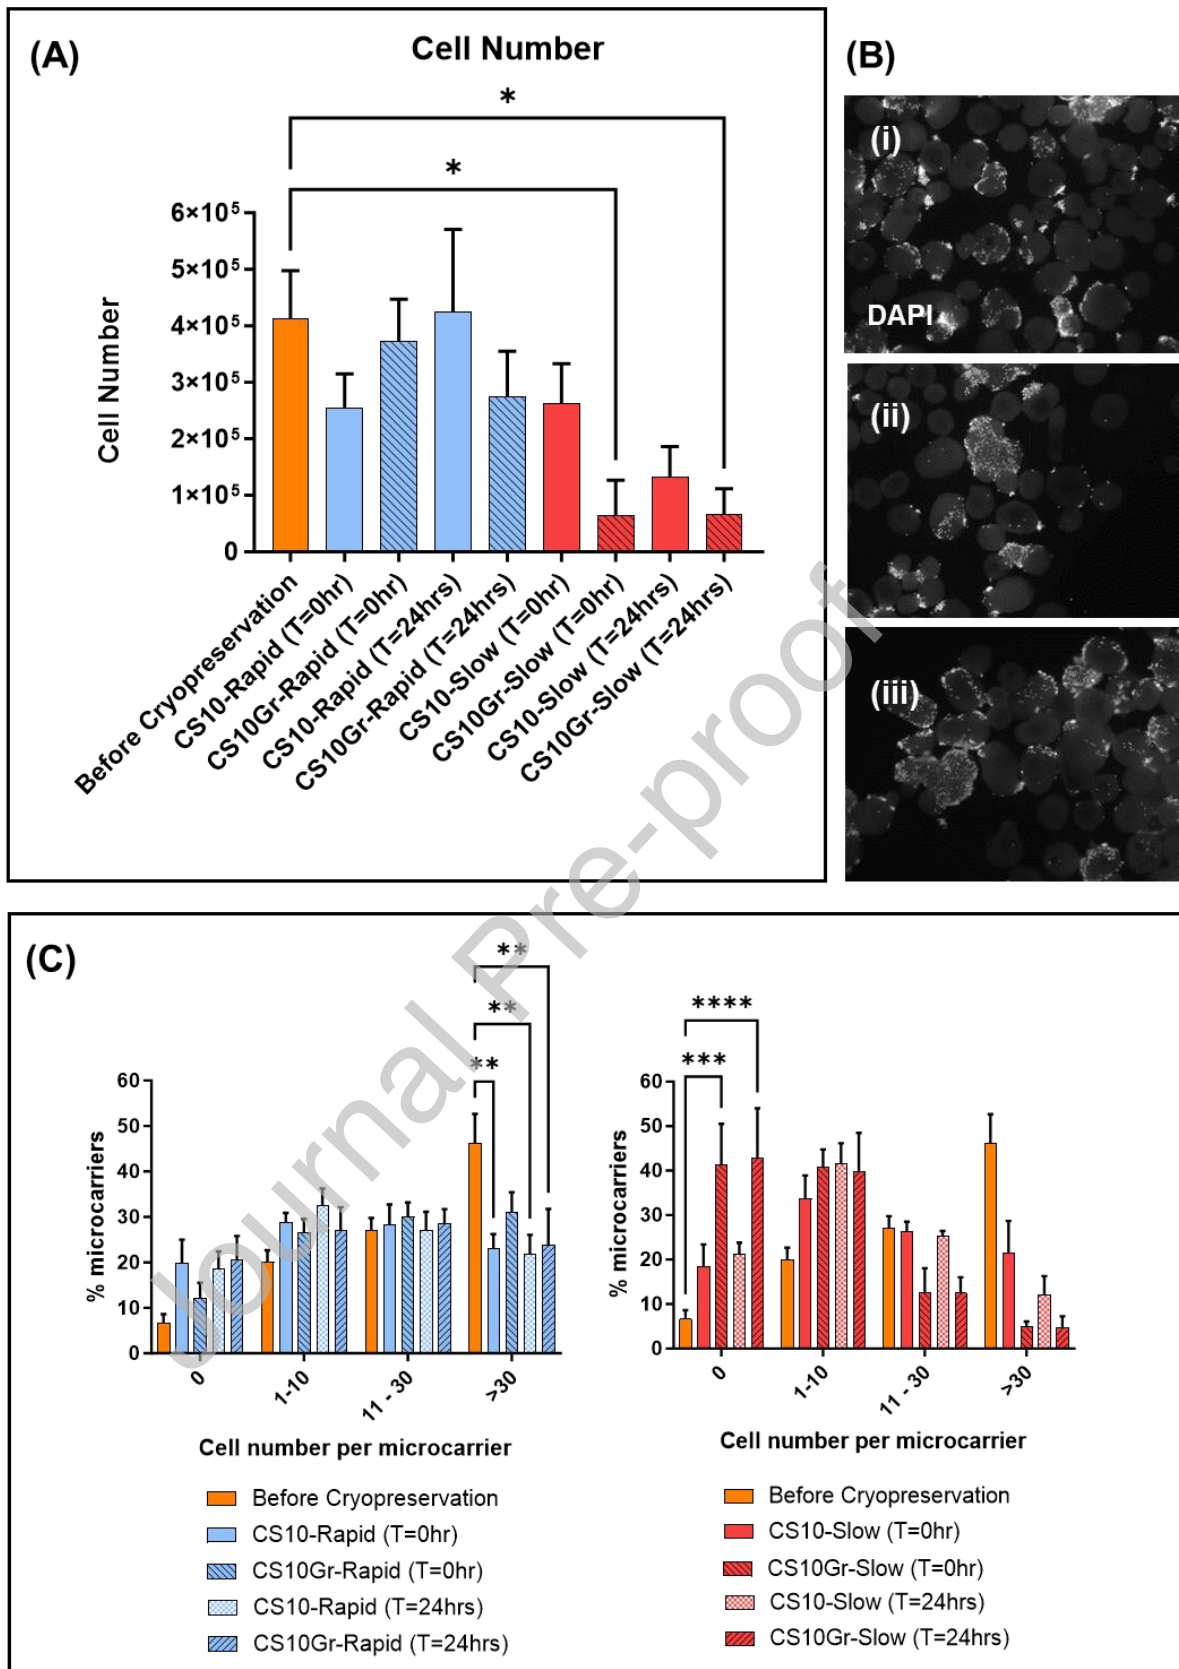 (A)
Cell Number
*
*
6×10⁵
5×10⁵
4×10⁵
3×10⁵
2×10⁵
1×10⁵
0
Cell Number
Before Cryopreservation
CS10-Rapid (T=0hr)
CS10Gr-Rapid (T=0hr)
CS10-Rapid (T=24hrs)
CS10Gr-Rapid (T=24hrs)
CS10-Slow (T=0hr)
CS10Gr-Slow (T=0hr)
CS10-Slow (T=24hrs)
CS10Gr-Slow (T=24hrs)
(B)
(i)
DAPI
(ii)
(iii)
Journal Pre-proof
(C)
**
**
**
60
50
40
30
20
10
0
% microcarriers
0
1-10
11 - 30
>30
Cell number per microcarrier
Before Cryopreservation
CS10-Rapid (T=0hr)
CS10Gr-Rapid (T=0hr)
CS10-Rapid (T=24hrs)
CS10Gr-Rapid (T=24hrs)
****
***
60
50
40
30
20
10
0
% microcarriers
0
1-10
11 - 30
>30
Cell number per microcarrier
Before Cryopreservation
CS10-Slow (T=0hr)
CS10Gr-Slow (T=0hr)
CS10-Slow (T=24hrs)
CS10Gr-Slow (T=24hrs)